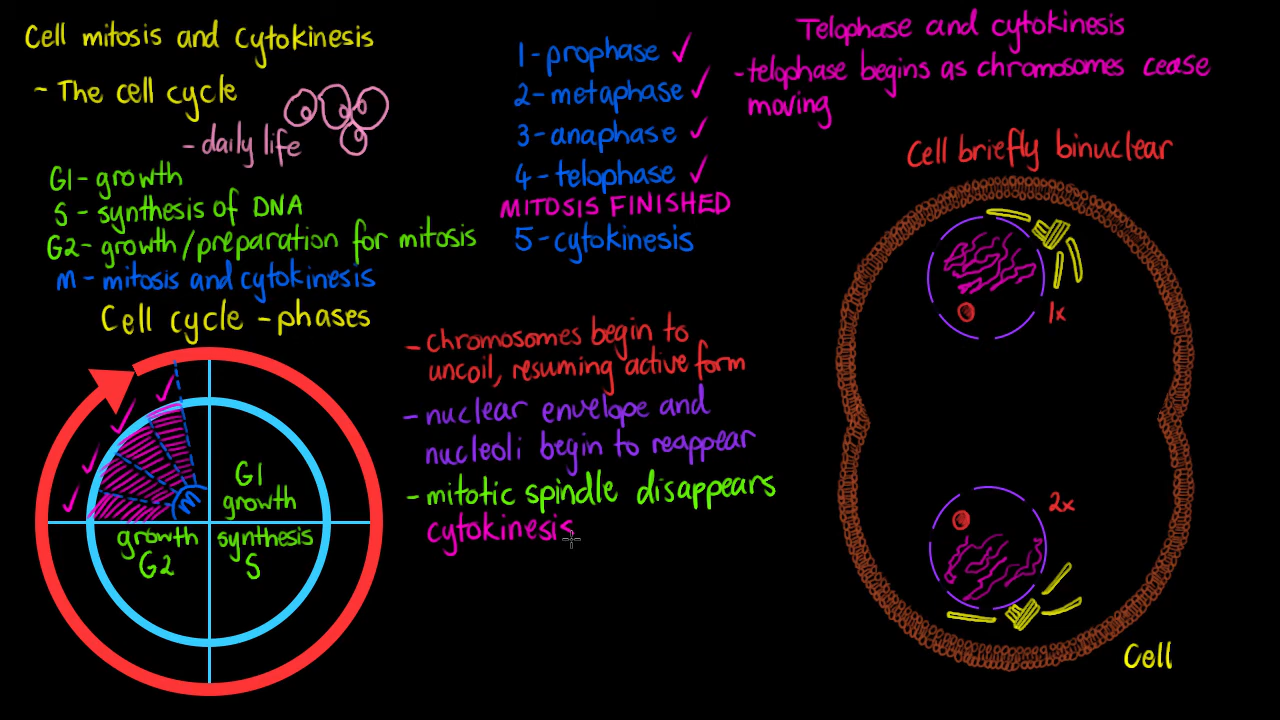 Cell mitosis and cytokinesis
- The cell cycle
- daily life
G1- growth
S - synthesis of DNA
G2- growth/preparation for mitosis
M - mitosis and cytokinesis
Cell cycle - phases
G1
growth
growth
G2
synthesis
S
M
1 - prophase ✓
2 - metaphase ✓
3 - anaphase ✓
4 - telophase ✓
MITOSIS FINISHED
5 - cytokinesis
- chromosomes begin to
uncoil, resuming active form
- nuclear envelope and
nucleoli begin to reappear
- mitotic spindle disappears
cytokinesis
Telophase and cytokinesis
- telophase begins as chromosomes cease
moving
Cell briefly binuclear
1x
2x
Cell